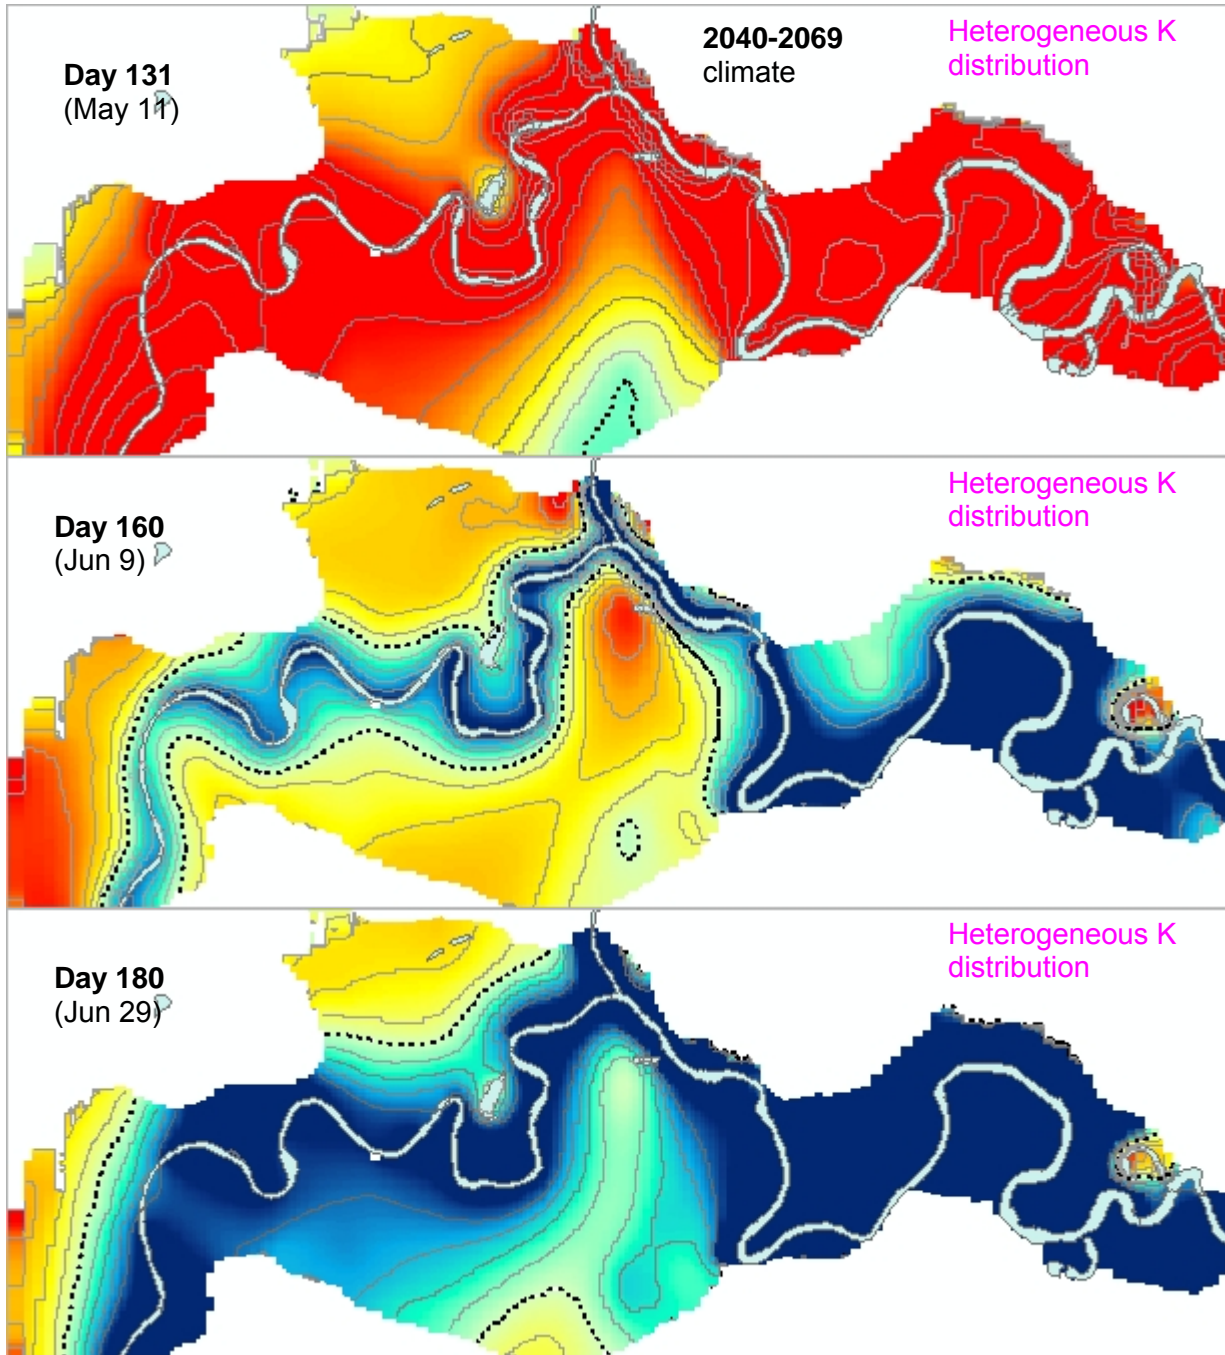 Day 131
(May 11)
2040-2069
climate
Heterogeneous K
distribution
Day 160
(Jun 9)
Heterogeneous K
distribution
Day 180
(Jun 29)
Heterogeneous K
distribution